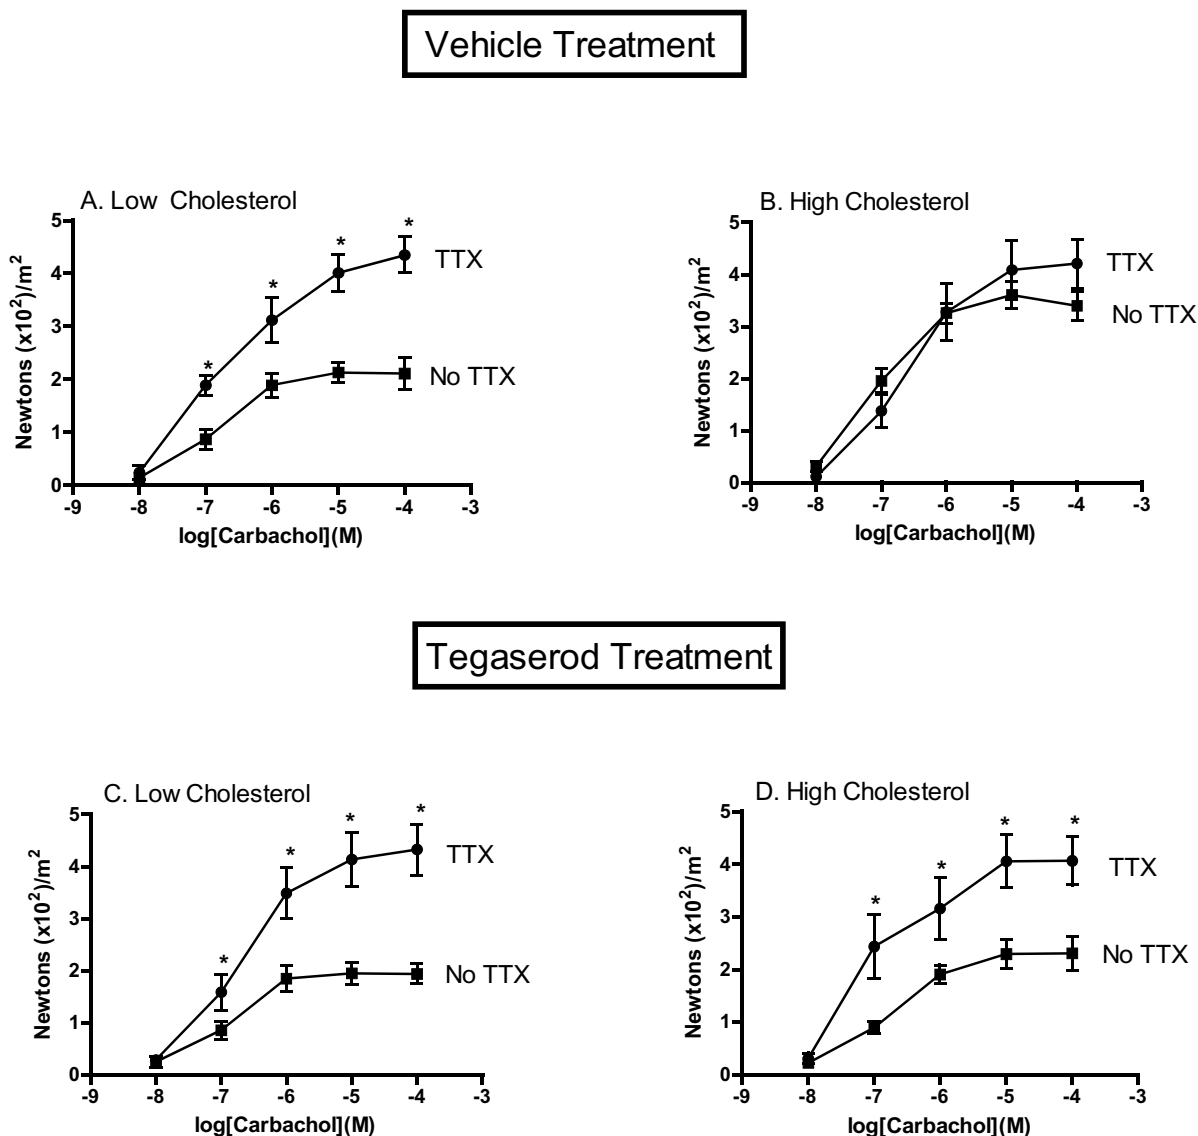 Vehicle Treatment
A. Low Cholesterol
5
4
3
2
1
0
Newtons (x10²)/m²
*
*
*
*
TTX
No TTX
-9
-8
-7
-6
-5
-4
-3
log[Carbachol](M)
B. High Cholesterol
5
4
3
2
1
0
Newtons (x10²)/m²
TTX
No TTX
-9
-8
-7
-6
-5
-4
-3
log[Carbachol](M)
Tegaserod Treatment
C. Low Cholesterol
5
4
3
2
1
0
Newtons (x10²)/m²
*
*
*
*
TTX
No TTX
-9
-8
-7
-6
-5
-4
-3
log[Carbachol](M)
D. High Cholesterol
5
4
3
2
1
0
Newtons (x10²)/m²
*
*
*
*
TTX
No TTX
-9
-8
-7
-6
-5
-4
-3
log[Carbachol](M)